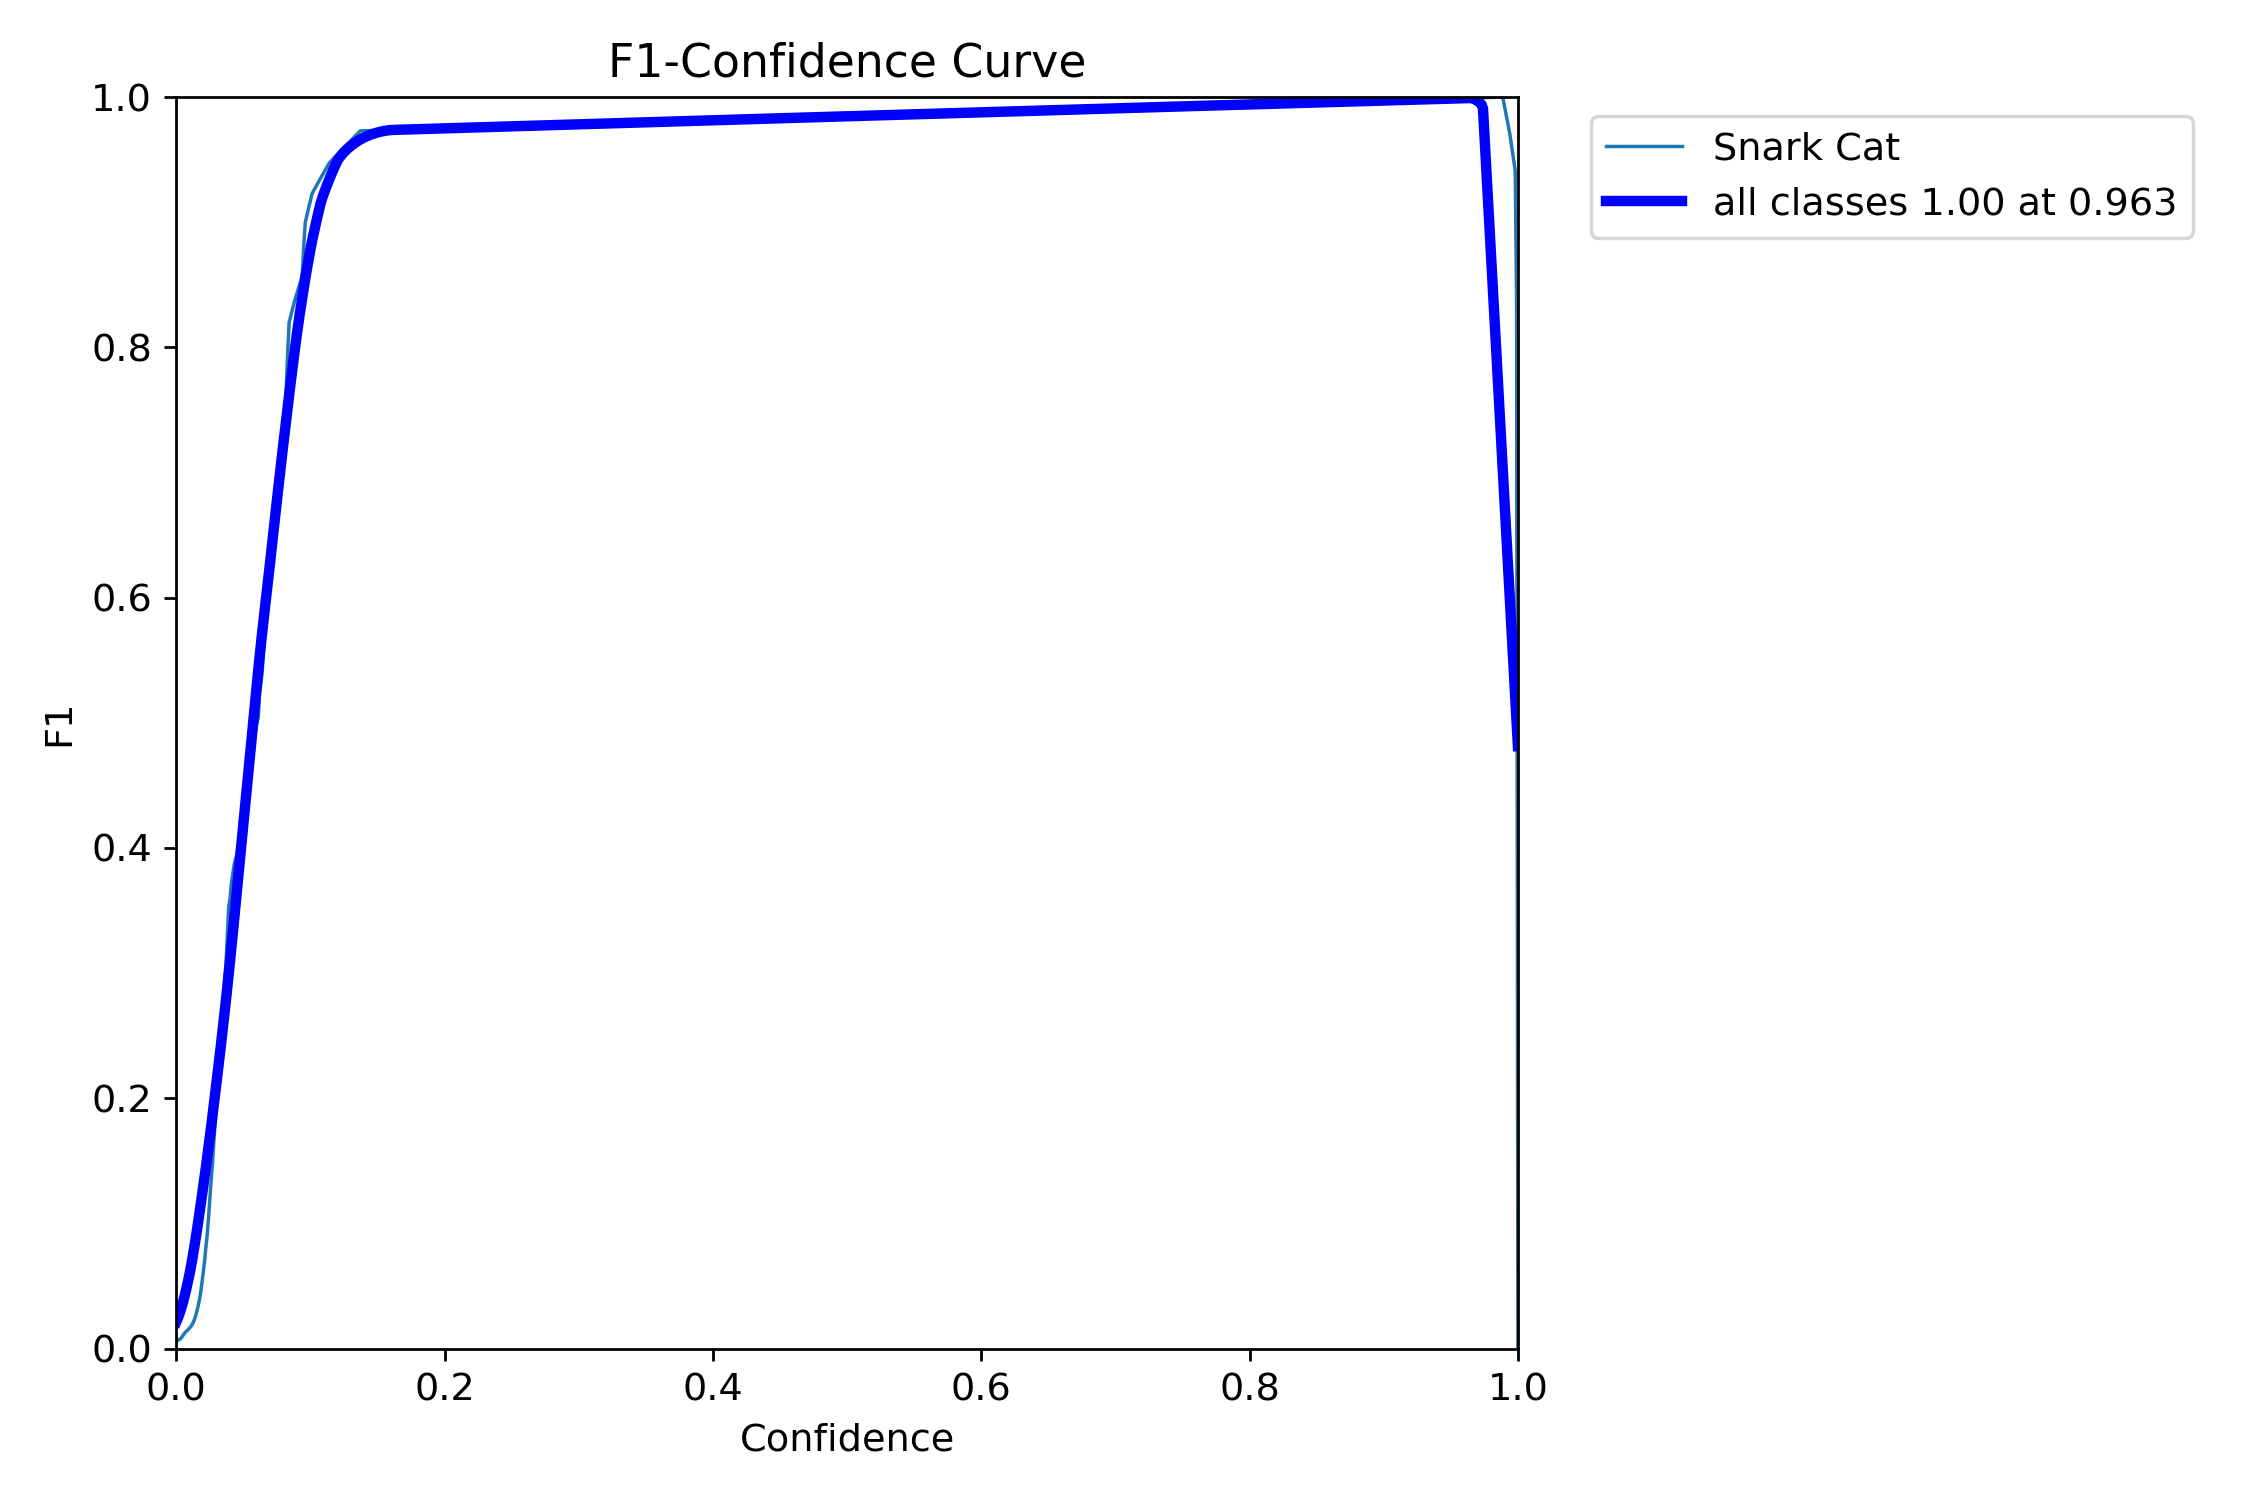 F1-Confidence Curve
1.0
0.8
0.6
0.4
0.2
0.0
F1
0.0 0.2 0.4 0.6 0.8 1.0
Confidence
Snark Cat
all classes 1.00 at 0.963